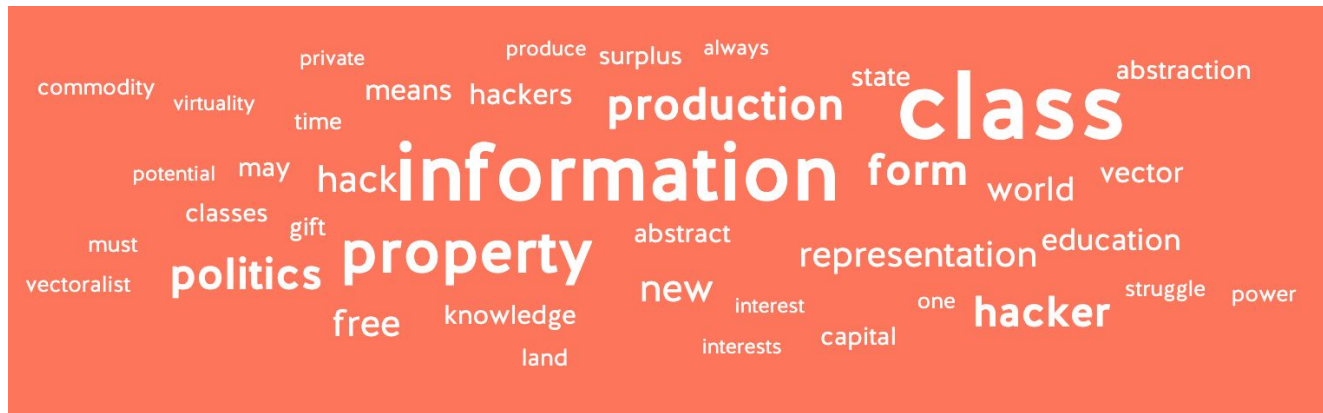 private produce surplus always
commodity virtuality means hackers production state class abstraction
time
potential may hack information form world vector
classes gift property abstract representation education
must
vectoralist politics new interest one hacker struggle power
free knowledge interests capital
land